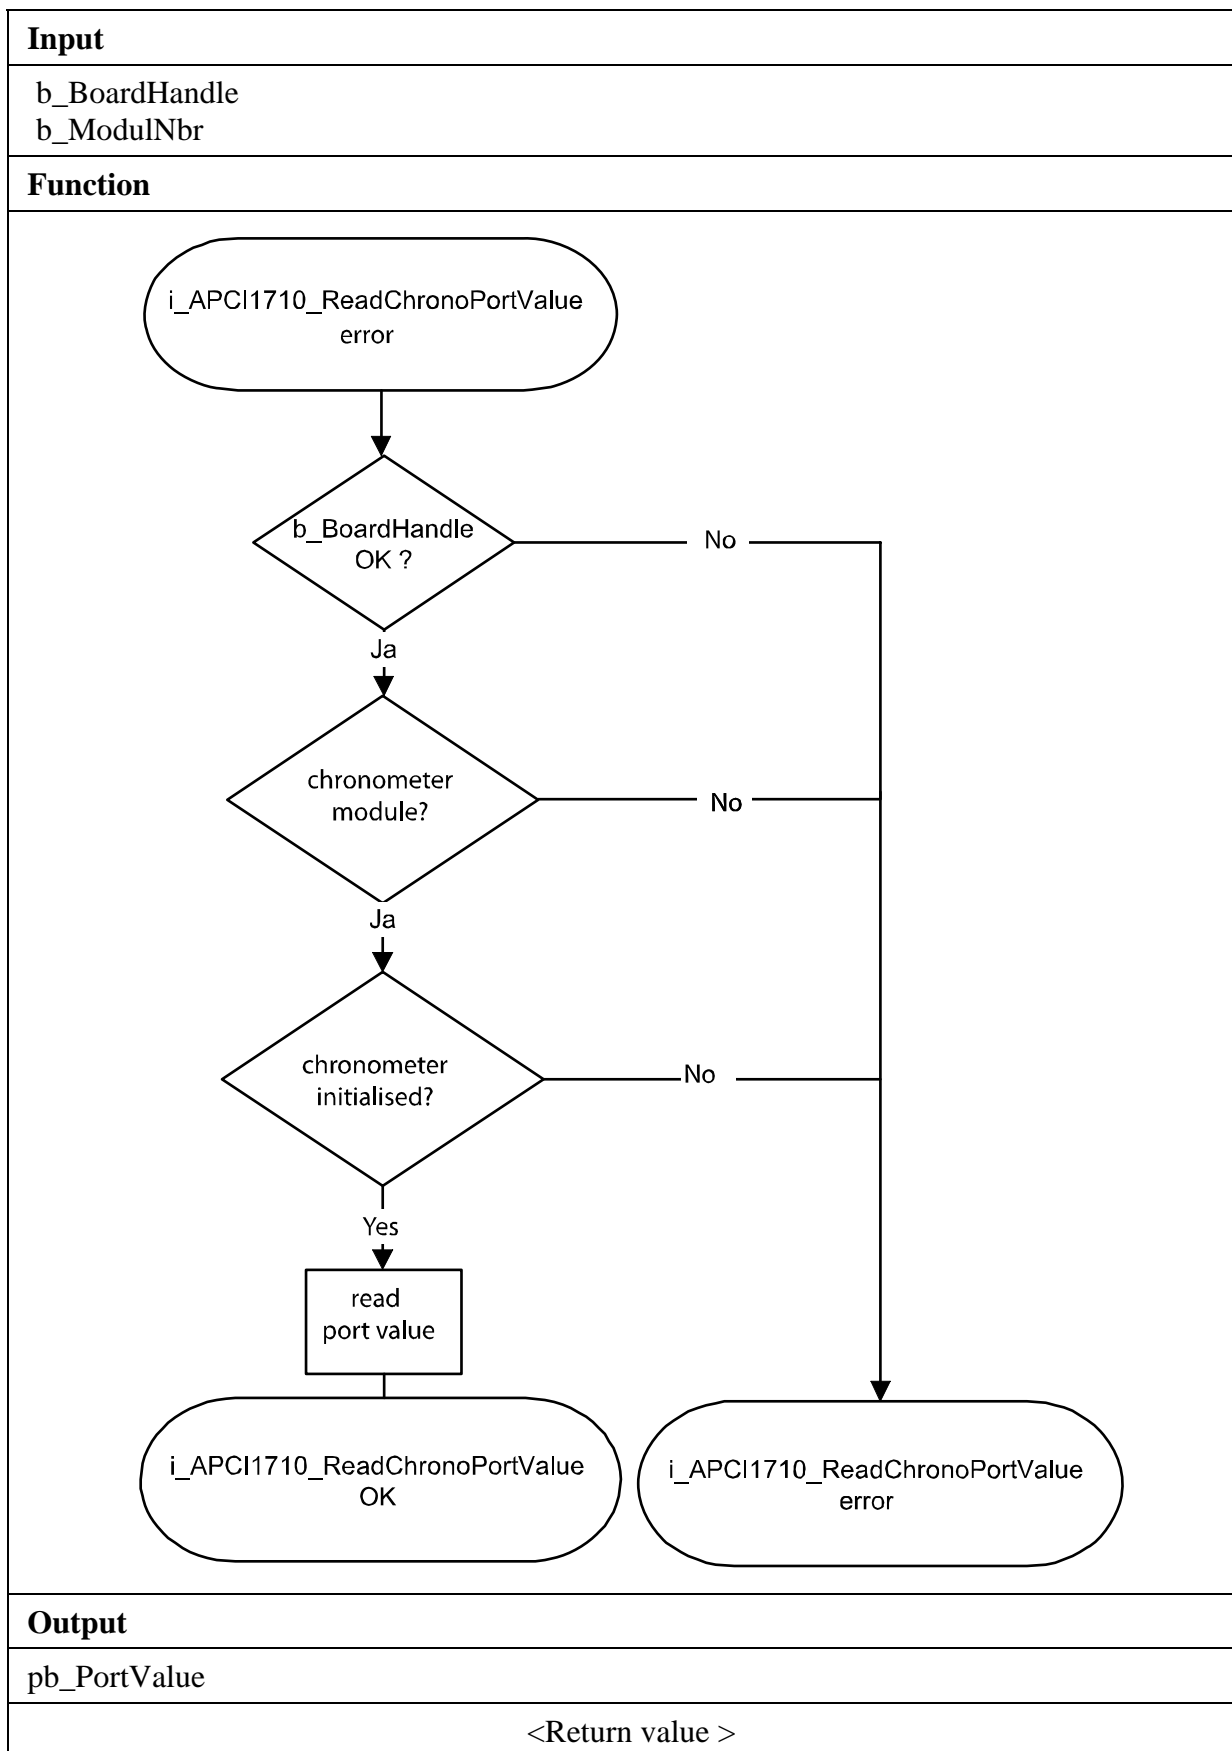 Input
b_BoardHandle
b_ModulNbr
Function
i_APCI1710_ReadChronoPortValue
error
b_BoardHandle
OK ?
No
Ja
chronometer
module?
No
Ja
chronometer
initialised?
No
Yes
read
port value
i_APCI1710_ReadChronoPortValue
OK
i_APCI1710_ReadChronoPortValue
error
Output
pb_PortValue
<Return value >